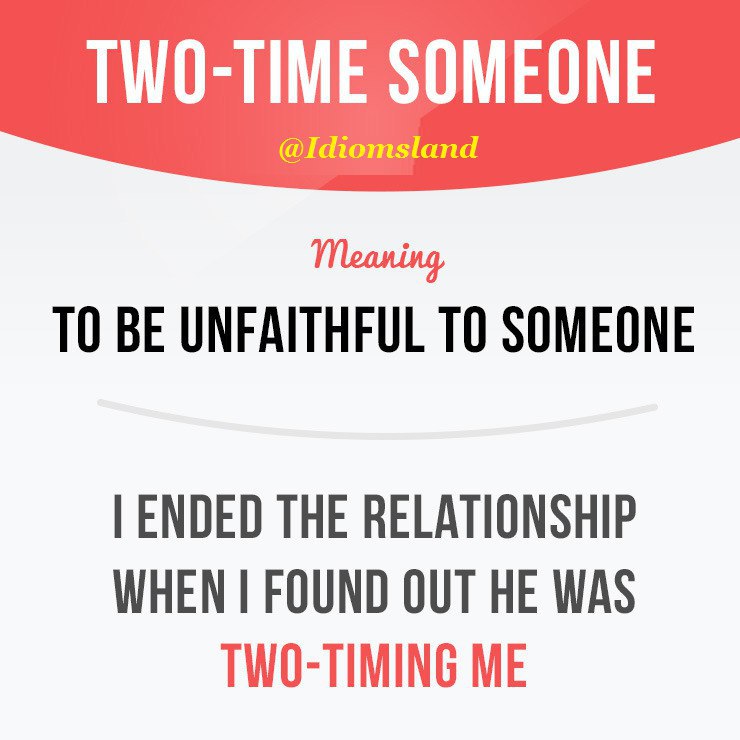 TWO-TIME SOMEONE
@Idiomsland
Meaning
TO BE UNFAITHFUL TO SOMEONE
I ENDED THE RELATIONSHIP
WHEN I FOUND OUT HE WAS
TWO-TIMING ME